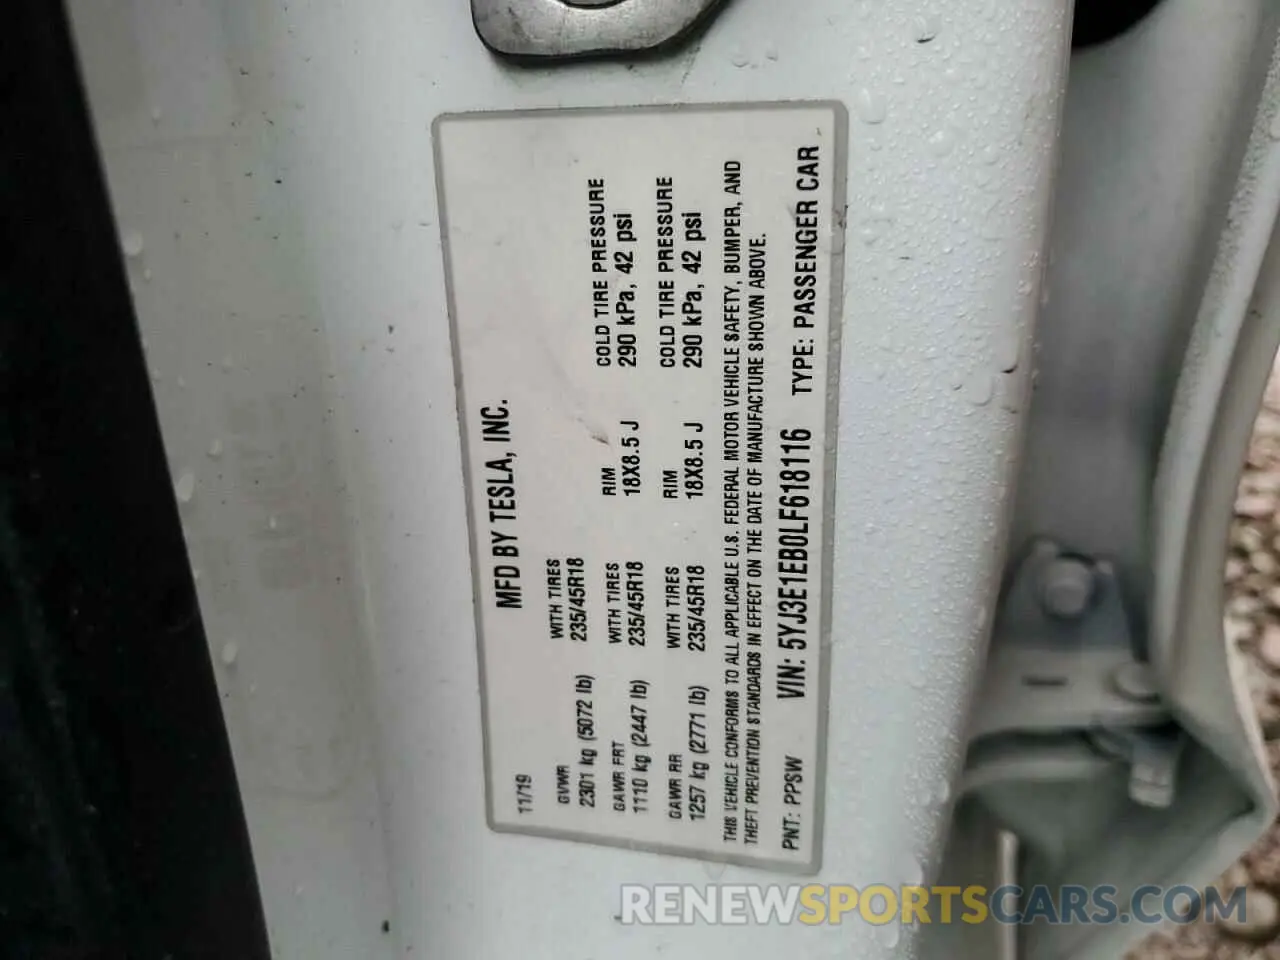 MFD BY TESLA, INC.
11/19
GVWR
2301 kg (5072 lb)
WITH TIRES
235/45R18
GAWR FRT
1110 kg (2447 lb)
WITH TIRES
235/45R18
RIM
18X8.5 J
COLD TIRE PRESSURE
290 kPa, 42 psi
GAWR RR
1257 kg (2771 lb)
WITH TIRES
235/45R18
RIM
18X8.5 J
COLD TIRE PRESSURE
290 kPa, 42 psi
THIS VEHICLE CONFORMS TO ALL APPLICABLE U.S. FEDERAL MOTOR VEHICLE SAFETY, BUMPER, AND
THEFT PREVENTION STANDARDS IN EFFECT ON THE DATE OF MANUFACTURE SHOWN ABOVE.
PNT: PPSW VIN: 5YJ3E1EB0LF618116 TYPE: PASSENGER CAR
RENEWSPORTSCARS.COM